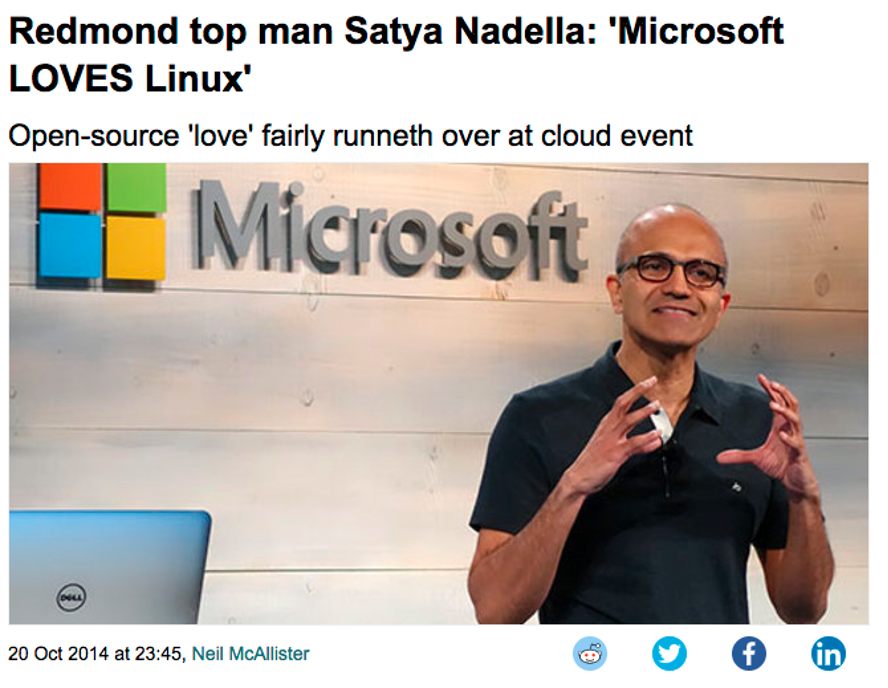 Redmond top man Satya Nadella: 'Microsoft
LOVES Linux'
Open-source 'love' fairly runneth over at cloud event
Microsoft
DELL
20 Oct 2014 at 23:45, Neil McAllister
f
in